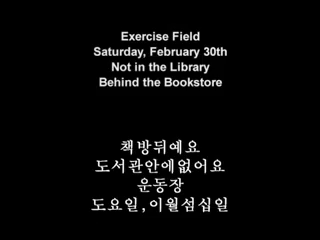 Exercise Field
Saturday, February 30th
Not in the Library
Behind the Bookstore
책방뒤예요
도서관안에없어요
운동장
도요일,이월섬십일